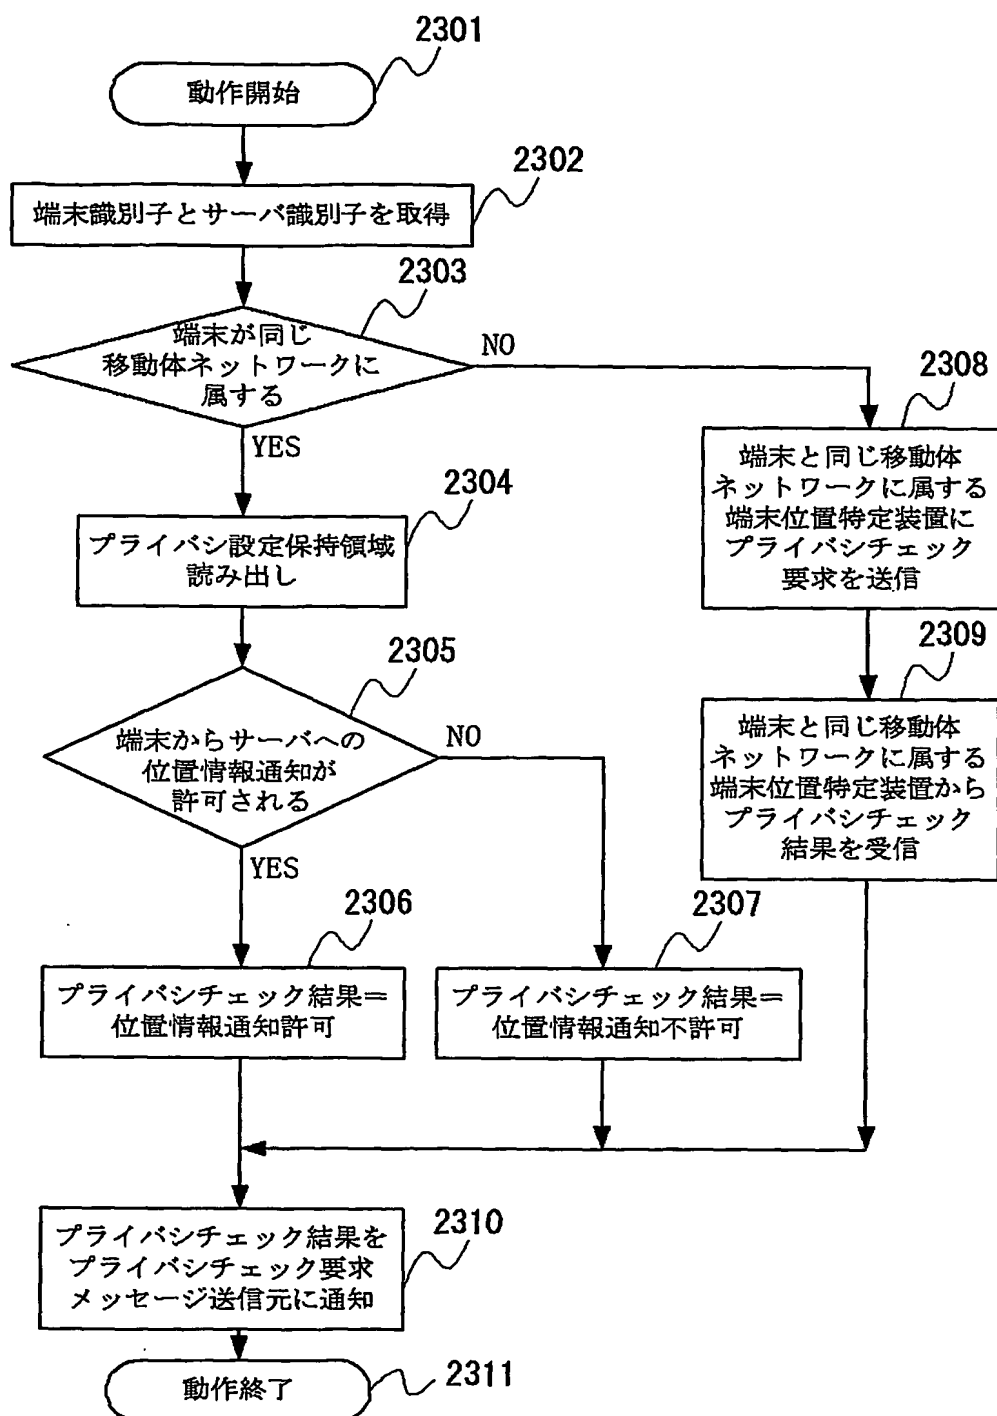 2301
動作開始
2302
端末識別子とサーバ識別子を取得
2303
端末が同じ
移動体ネットワークに
属する
NO
YES
2308
端末と同じ移動体
ネットワークに属する
端末位置特定装置に
プライバシチェック
要求を送信
2304
プライバシ設定保持領域
読み出し
2305
端末からサーバへの
位置情報通知が
許可される
NO
YES
2309
端末と同じ移動体
ネットワークに属する
端末位置特定装置から
プライバシチェック
結果を受信
2306
プライバシチェック結果＝
位置情報通知許可
2307
プライバシチェック結果＝
位置情報通知不許可
2310
プライバシチェック結果を
プライバシチェック要求
メッセージ送信元に通知
動作終了
2311